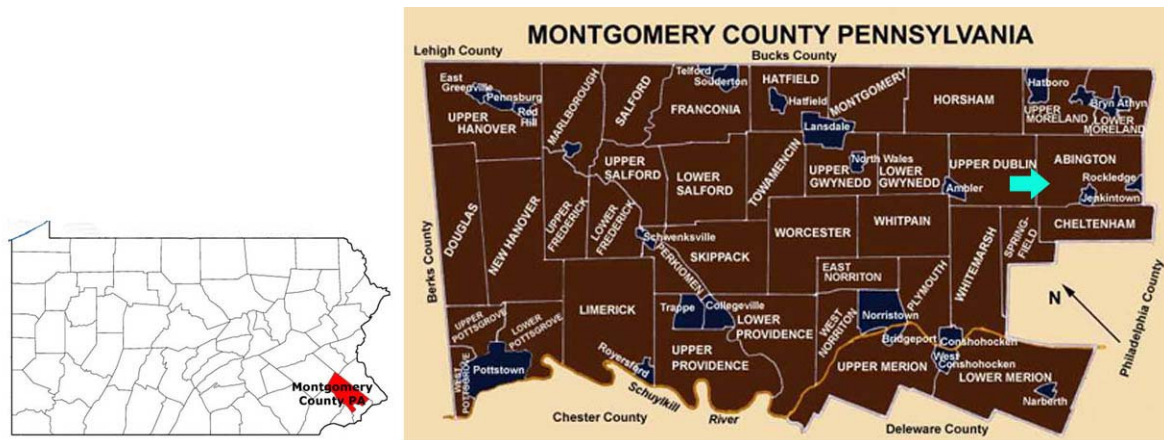 Montgomery
County PA
MONTGOMERY COUNTY PENNSYLVANIA
Lehigh County
Bucks County
East
Greenville
Pennsburg
Red
Hill
UPPER
HANOVER
MARLBOROUGH
SALFORD
Telford
Souderton
FRANCONIA
HATFIELD
Hatfield
MONTGOMERY
Lansdale
HORSHAM
Hatboro
UPPER
MORELAND
Bryn Athyn
LOWER
MORELAND
DOUGLAS
NEW HANOVER
UPPER
FREDERICK
LOWER
FREDERICK
UPPER
SALFORD
LOWER
SALFORD
TOWAMENCIN
UPPER
GWYNEDD
North Wales
LOWER
GWYNEDD
UPPER DUBLIN
Ambler
ABINGTON
Rockledge
Jenkintown
CHELTENHAM
Schwenksville
PERKIOMEN
SKIPPACK
WORCESTER
WHITPAIN
WHITEMARSH
SPRING-
FIELD
Berks County
UPPER
POTTSGROVE
LOWER
POTTSGROVE
WEST
POTTSGROVE
Pottstown
LIMERICK
Royersford
Trappe
Collegeville
UPPER
PROVIDENCE
LOWER
PROVIDENCE
EAST
NORRITON
WEST
NORRITON
Norristown
PLYMOUTH
Bridgeport
Conshohocken
West
Conshohocken
UPPER MERION
LOWER MERION
Narberth
N
Philadelphia County
Chester County
Schuylkill
River
Delaware County